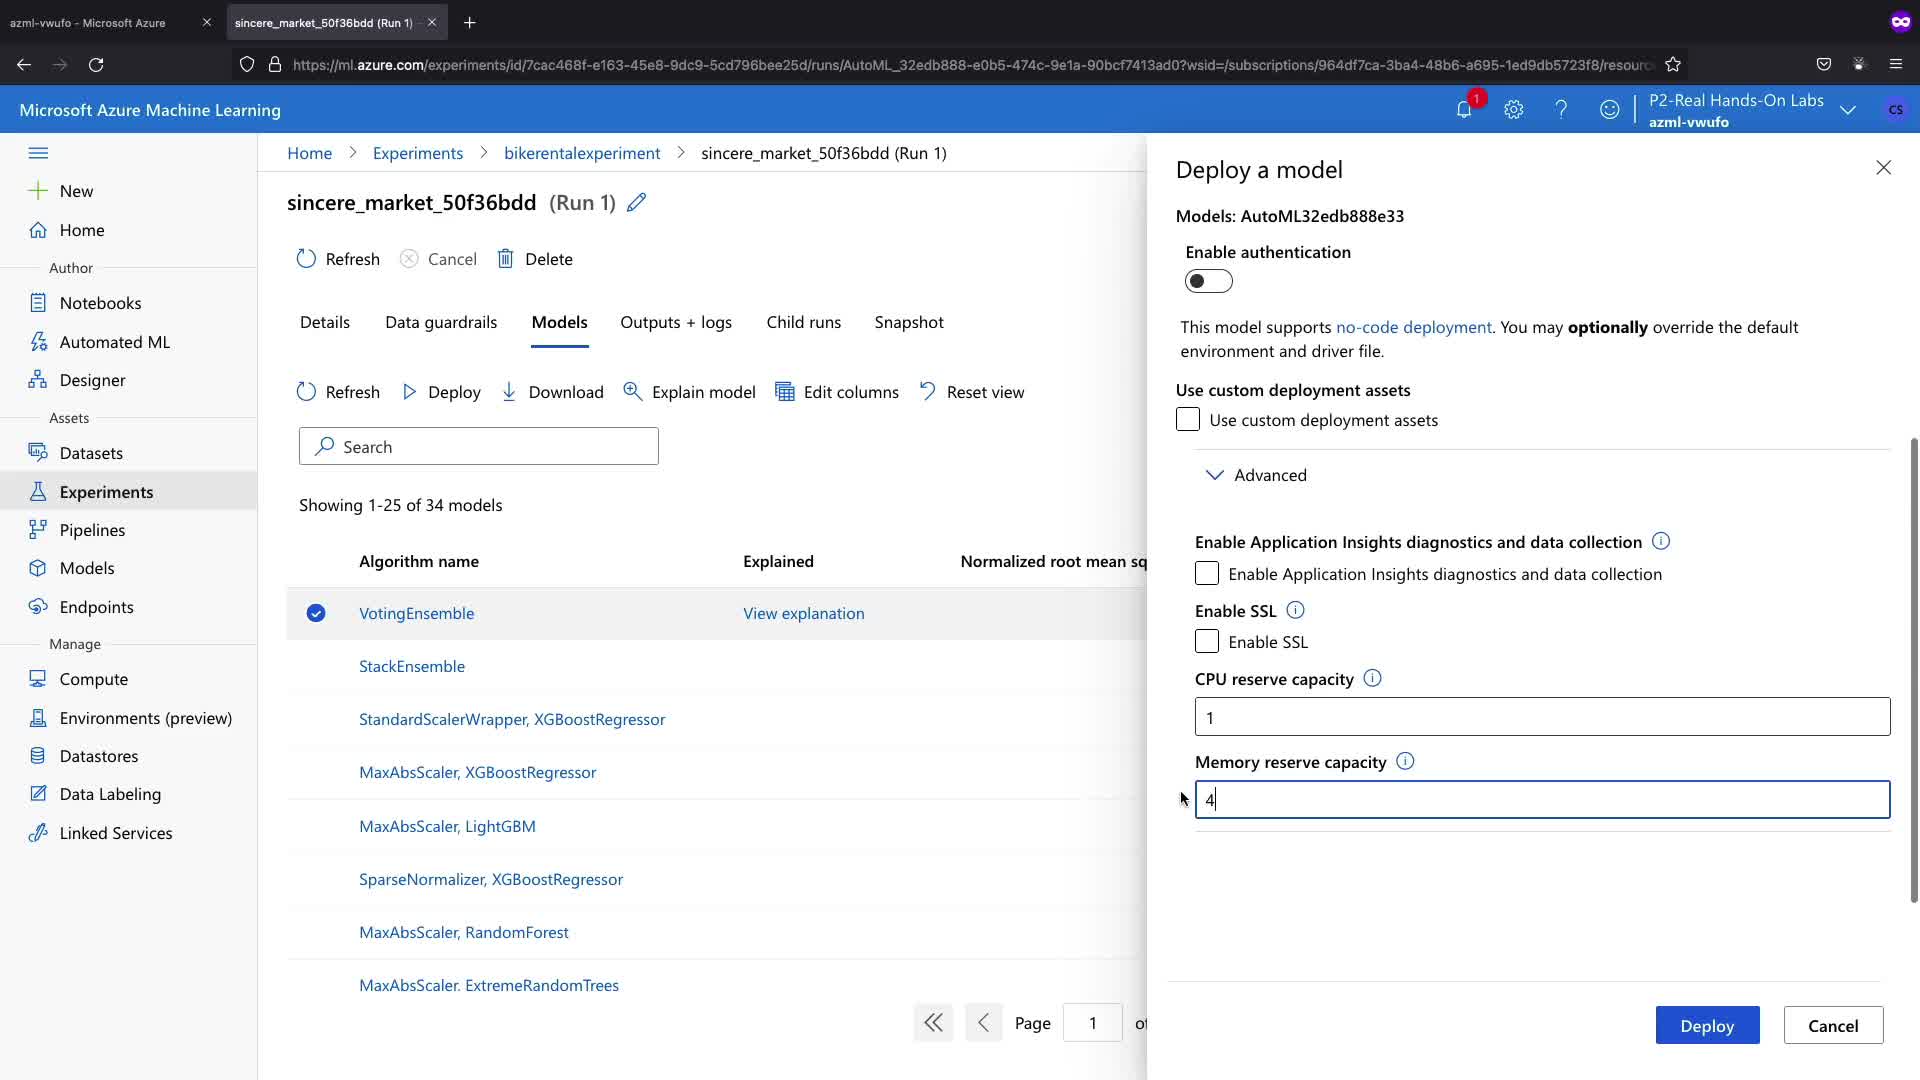 azml-vwufo - Microsoft Azure
sincere_market_50f36bdd (Run 1)
https://ml.azure.com/experiments/id/7cac468f-e163-45e8-9dc9-5cd796bee25d/runs/AutoML_32edb888-e0b5-474c-9e1a-90bcf7413ad0?wsid=/subscriptions/964df7ca-3ba4-48b6-a695-1ed9db5723f8/resourc
Microsoft Azure Machine Learning
1
P2-Real Hands-On Labs
azml-vwufo
CS
New
Home
Author
Notebooks
Automated ML
Designer
Assets
Datasets
Experiments
Pipelines
Models
Endpoints
Manage
Compute
Environments (preview)
Datastores
Data Labeling
Linked Services
Home > Experiments > bikerentalexperiment > sincere_market_50f36bdd (Run 1)
sincere_market_50f36bdd (Run 1)
Refresh Cancel Delete
Details Data guardrails Models Outputs + logs Child runs Snapshot
Refresh Deploy Download Explain model Edit columns Reset view
Search
Showing 1-25 of 34 models
Algorithm name Explained Normalized root mean sq
VotingEnsemble View explanation
StackEnsemble
StandardScalerWrapper, XGBoostRegressor
MaxAbsScaler, XGBoostRegressor
MaxAbsScaler, LightGBM
SparseNormalizer, XGBoostRegressor
MaxAbsScaler, RandomForest
MaxAbsScaler, ExtremeRandomTrees
Page 1 of
Deploy a model
Models: AutoML32edb888e33
Enable authentication
This model supports no-code deployment. You may optionally override the default
environment and driver file.
Use custom deployment assets
Use custom deployment assets
Advanced
Enable Application Insights diagnostics and data collection
Enable Application Insights diagnostics and data collection
Enable SSL
Enable SSL
CPU reserve capacity
1
Memory reserve capacity
4
Deploy Cancel